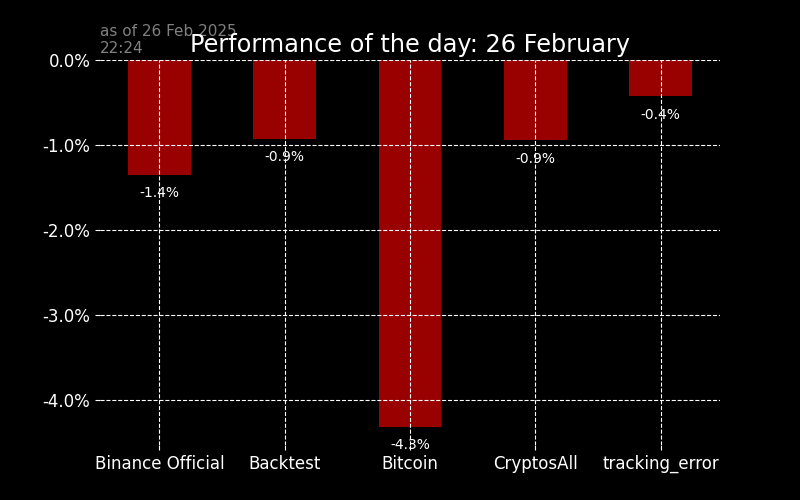 as of 26 Feb 2025
22:24
Performance of the day: 26 February
0.0%
-1.0%
-2.0%
-3.0%
-4.0%
-1.4%
-0.9%
-4.3%
-0.9%
-0.4%
Binance Official
Backtest
Bitcoin
CryptosAll
tracking_error